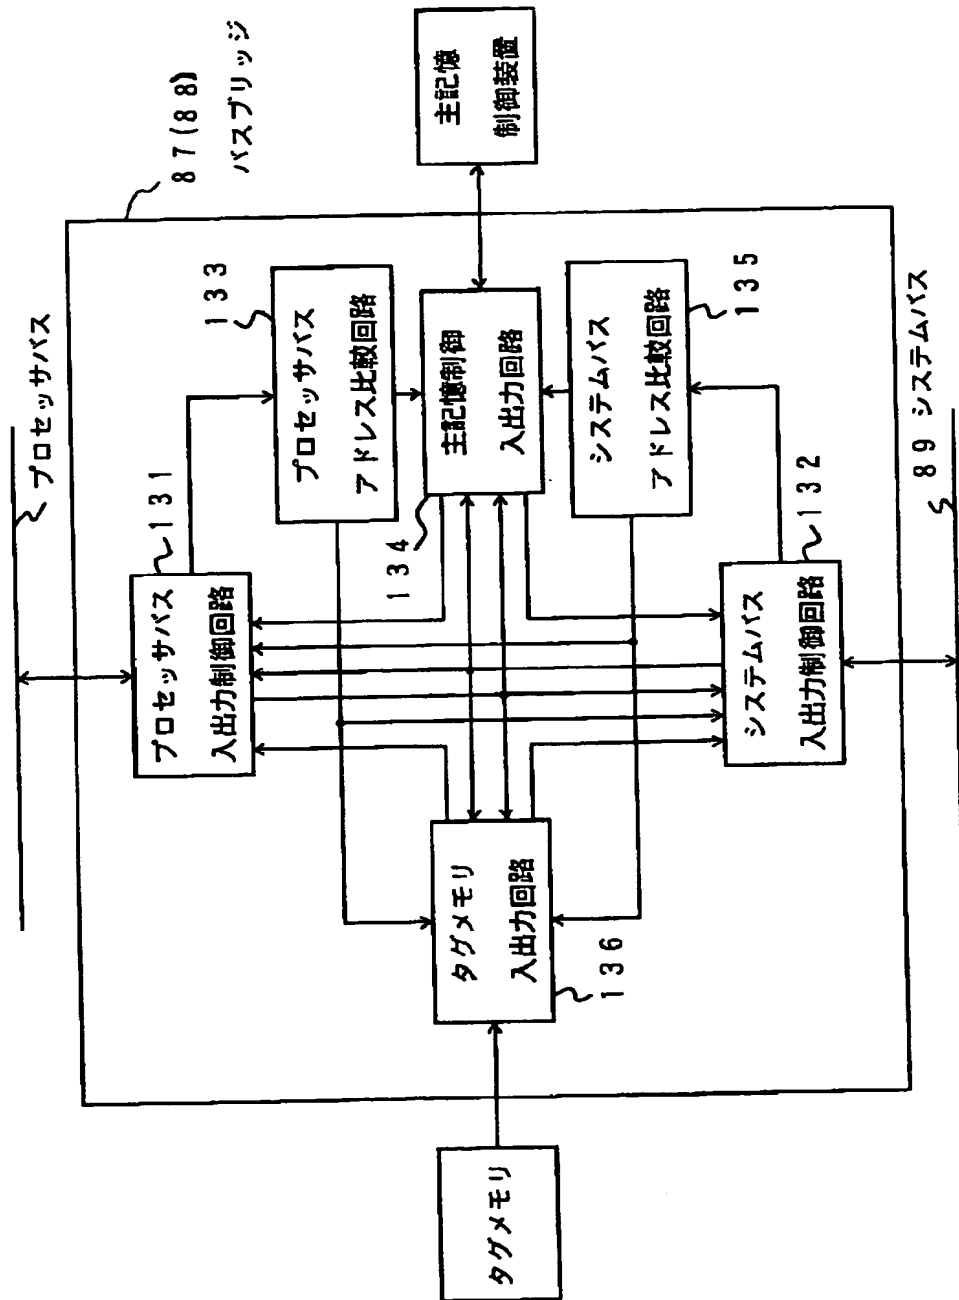 プロセッサバス
87(88)
バスブリッジ
プロセッサバス
入出力制御回路
131
プロセッサバス
アドレス比較回路
133
主記憶
制御装置
主記憶制御
入出力回路
134
タグメモリ
タグメモリ
入出力回路
136
システムバス
アドレス比較回路
135
システムバス
入出力制御回路
132
89 システムバス